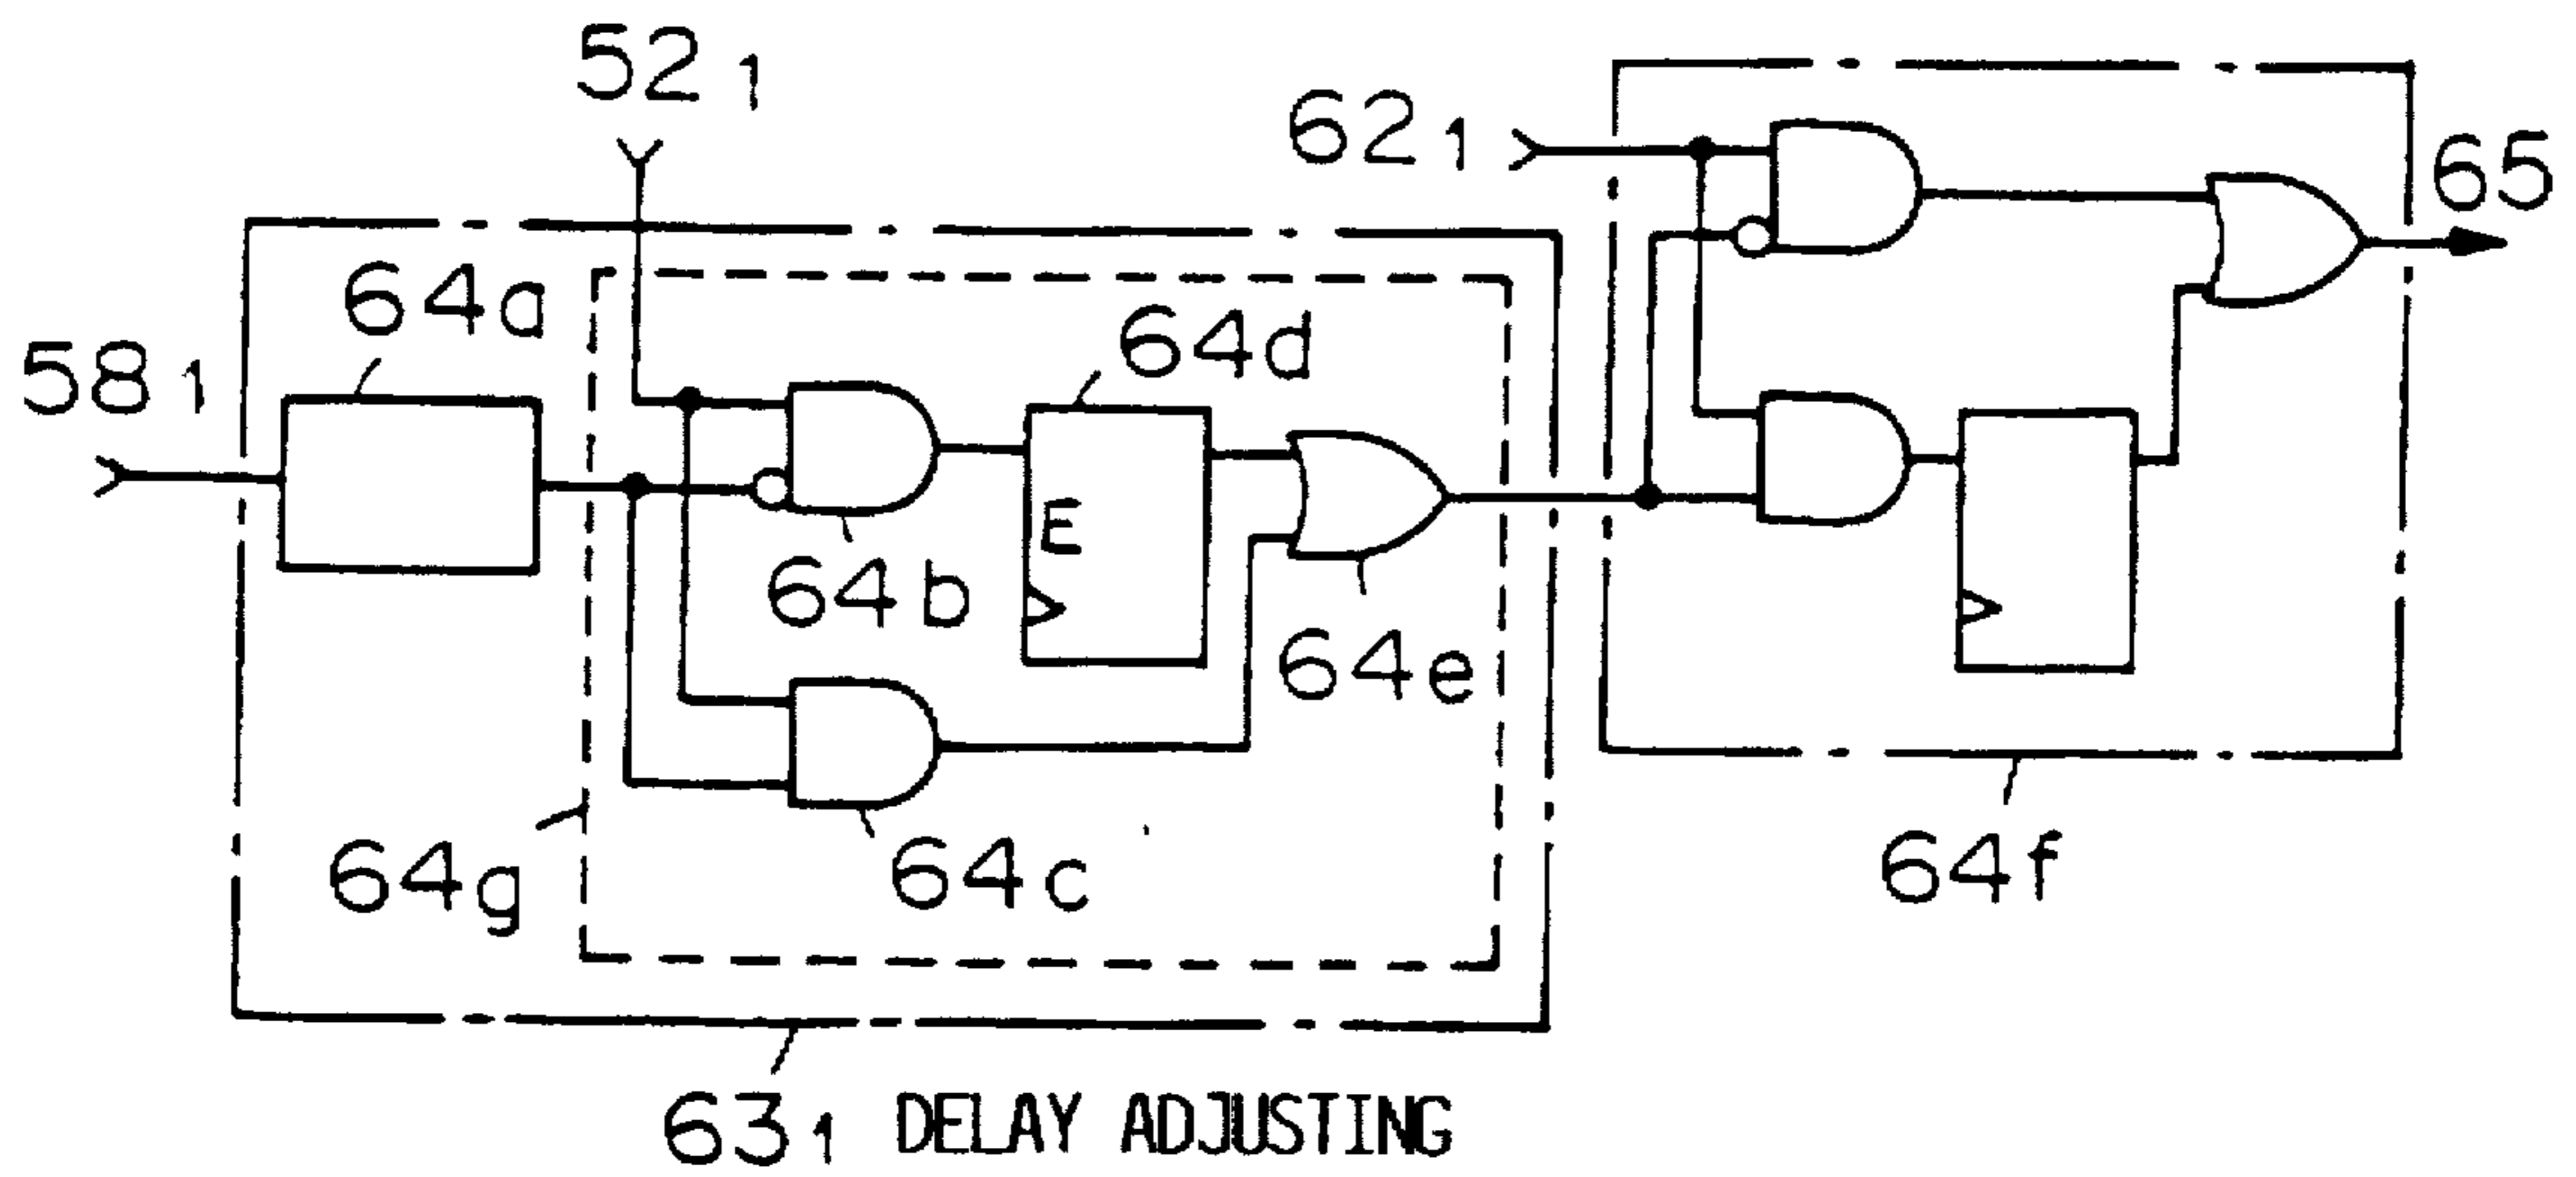 52 1
62 1
65
64a
64d
58 1
E
64b
64e
64c
64g
64f
63 1 DELAY ADJUSTING